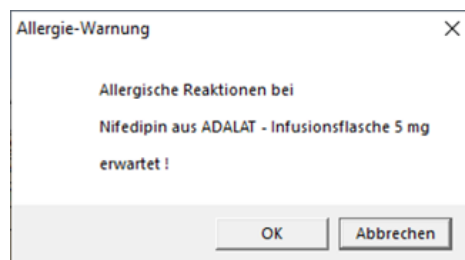 Allergie-Warnung
Allergische Reaktionen bei
Nifedipin aus ADALAT - Infusionsflasche 5 mg
erwartet !
OK Abbrechen